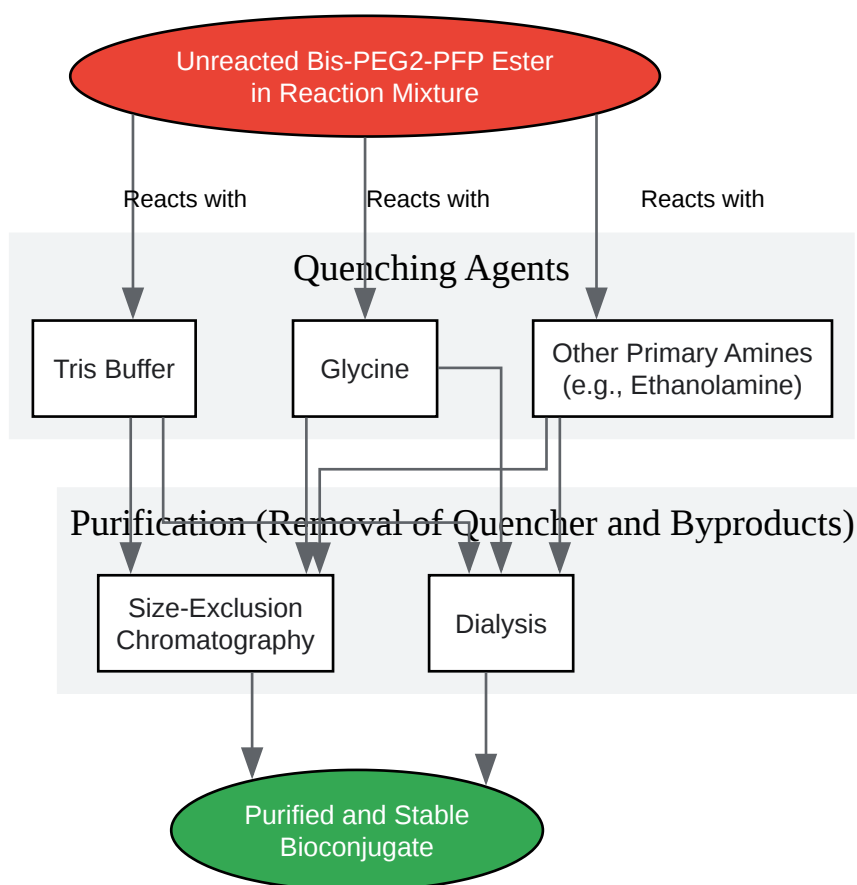 Unreacted Bis-PEG2-PFP Ester
in Reaction Mixture
Reacts with
Reacts with
Reacts with
Quenching Agents
Tris Buffer
Glycine
Other Primary Amines
(e.g., Ethanolamine)
Purification (Removal of Quencher and Byproducts)
Size-Exclusion
Chromatography
Dialysis
Purified and Stable
Bioconjugate